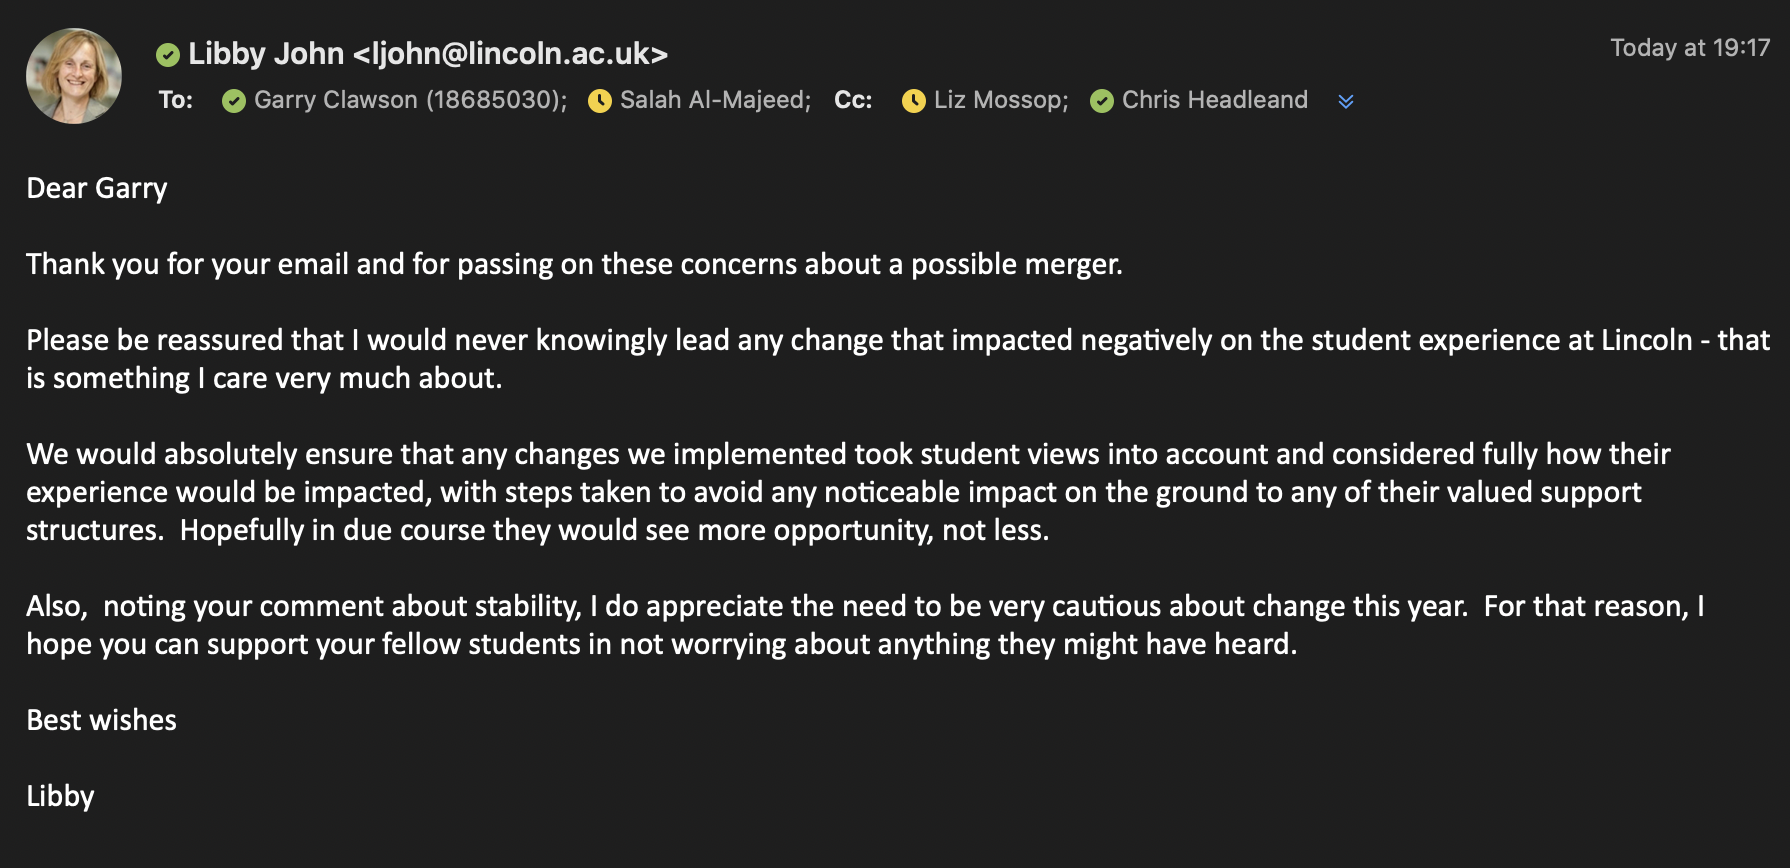 Libby John <ljohn@lincoln.ac.uk>
Today at 19:17
To: Garry Clawson (18685030); Salah Al-Majeed; Cc: Liz Mossop; Chris Headleand
Dear Garry
Thank you for your email and for passing on these concerns about a possible merger.
Please be reassured that I would never knowingly lead any change that impacted negatively on the student experience at Lincoln - that
is something I care very much about.
We would absolutely ensure that any changes we implemented took student views into account and considered fully how their
experience would be impacted, with steps taken to avoid any noticeable impact on the ground to any of their valued support
structures.  Hopefully in due course they would see more opportunity, not less.
Also,  noting your comment about stability, I do appreciate the need to be very cautious about change this year.  For that reason, I
hope you can support your fellow students in not worrying about anything they might have heard.
Best wishes
Libby